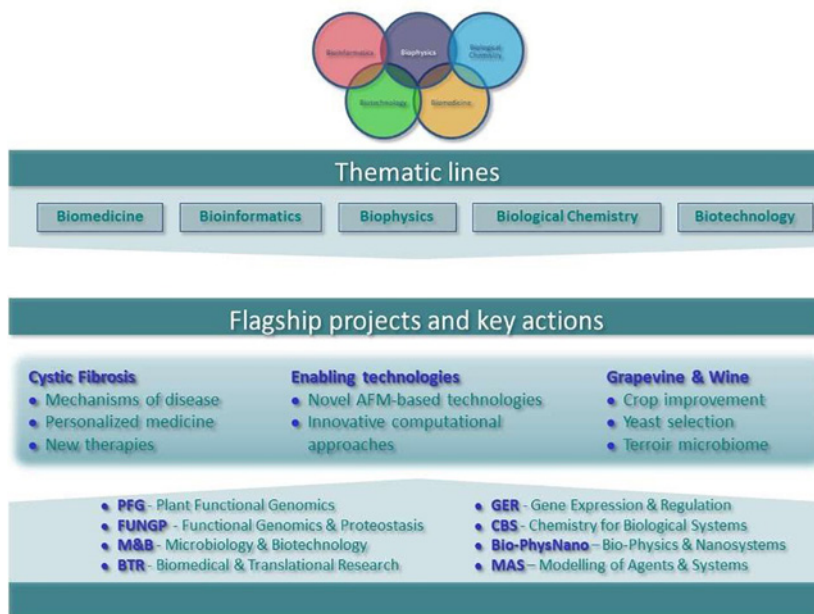 Bioinformatics
Biophysics
Biological
Chemistry
Biotechnology
Biomedicine
Thematic lines
Biomedicine Bioinformatics Biophysics Biological Chemistry Biotechnology
Flagship projects and key actions
Cystic Fibrosis
• Mechanisms of disease
• Personalized medicine
• New therapies
Enabling technologies
• Novel AFM-based technologies
• Innovative computational
approaches
Grapevine & Wine
• Crop improvement
• Yeast selection
• Terroir microbiome
• PFG - Plant Functional Genomics
• FUNGP - Functional Genomics & Proteostasis
• M&B - Microbiology & Biotechnology
• BTR - Biomedical & Translational Research
• GER - Gene Expression & Regulation
• CBS - Chemistry for Biological Systems
• Bio-PhysNano – Bio-Physics & Nanosystems
• MAS – Modelling of Agents & Systems